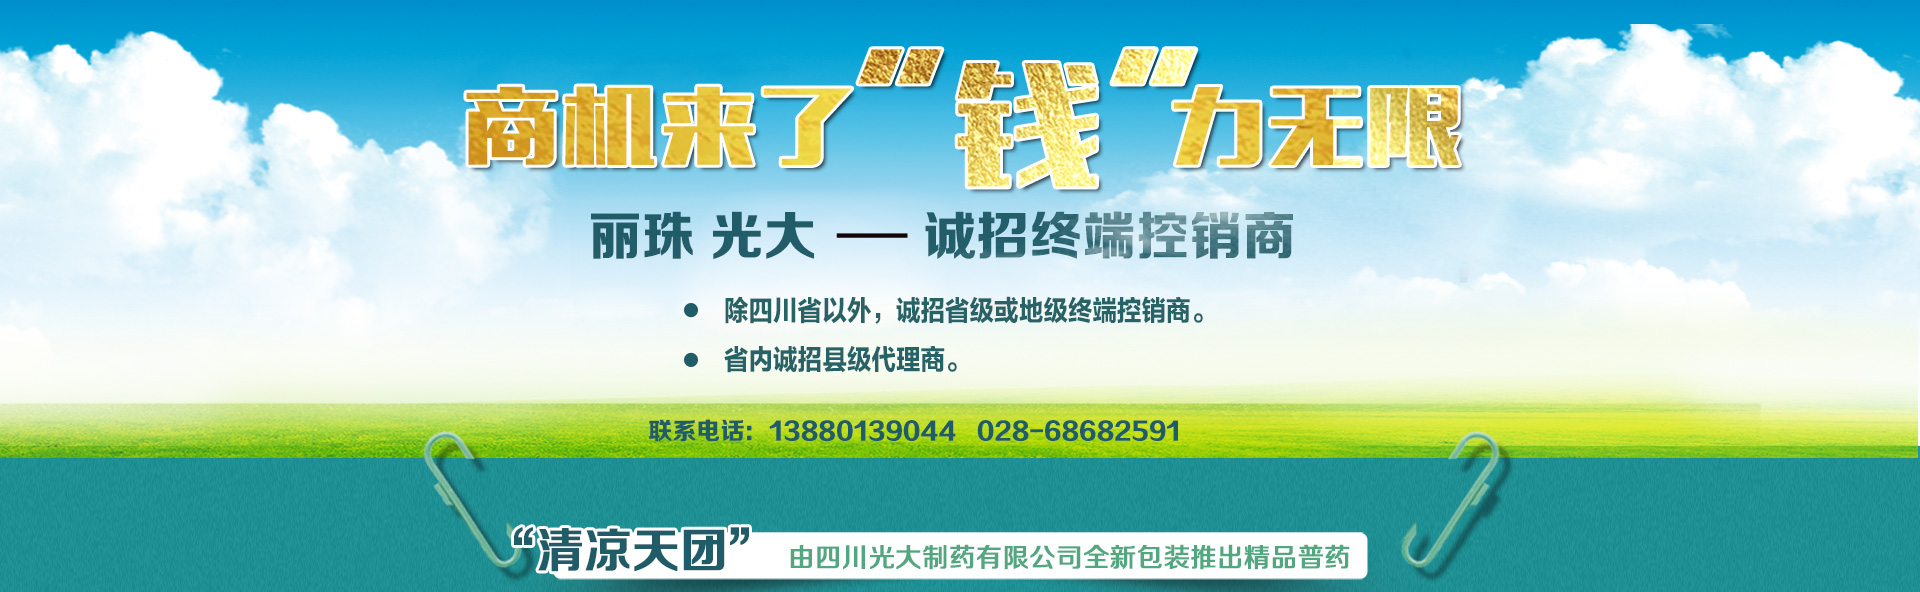 商机来了“钱“力无限
丽珠 光大 —— 诚招终端控销商
● 除四川省以外，诚招省级或地级终端控销商。
● 省内诚招县级代理商。
联系电话: 13880139044 028-68682591
“清凉天团” 由四川光大制药有限公司全新包装推出精品普药